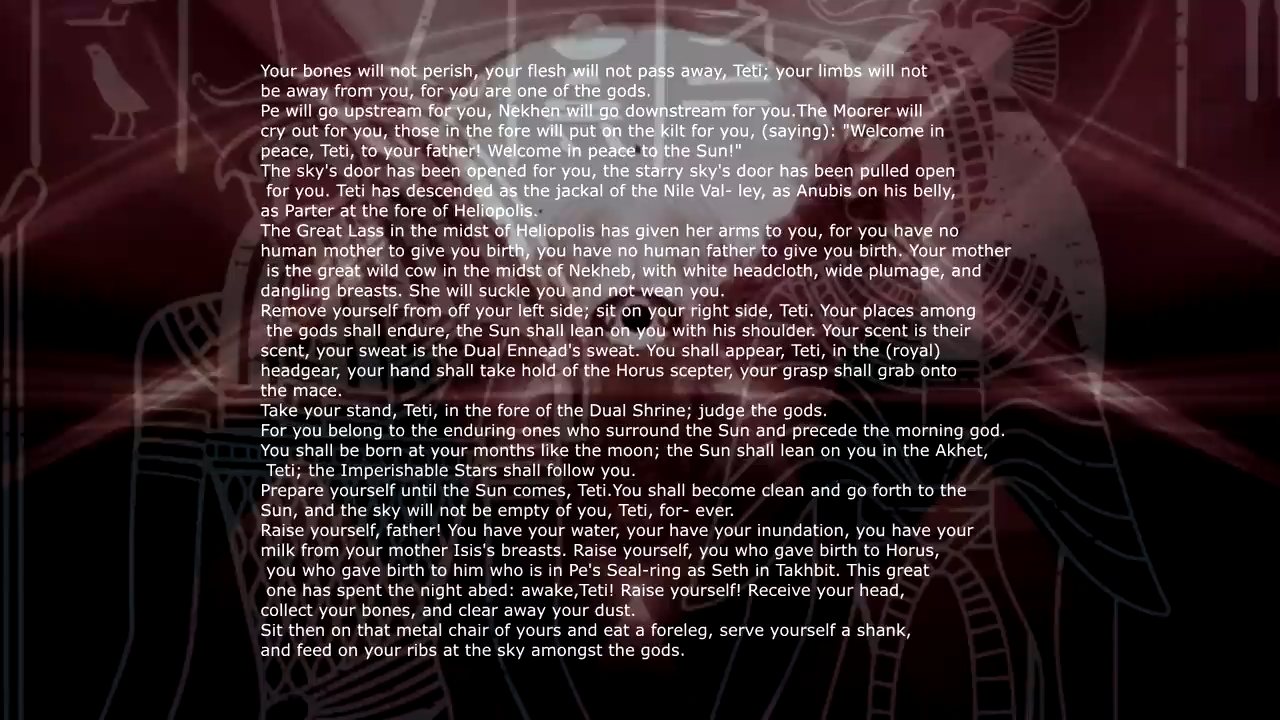 Your bones will not perish, your flesh will not pass away, Teti; your limbs will not
be away from you, for you are one of the gods.
Pe will go upstream for you, Nekhen will go downstream for you.The Moorer will
cry out for you, those in the fore will put on the kilt for you, (saying): "Welcome in
peace, Teti, to your father! Welcome in peace to the Sun!"
The sky's door has been opened for you, the starry sky's door has been pulled open
for you. Teti has descended as the jackal of the Nile Val- ley, as Anubis on his belly,
as Parter at the fore of Heliopolis.
The Great Lass in the midst of Heliopolis has given her arms to you, for you have no
human mother to give you birth, you have no human father to give you birth. Your mother
is the great wild cow in the midst of Nekheb, with white headcloth, wide plumage, and
dangling breasts. She will suckle you and not wean you.
Remove yourself from off your left side; sit on your right side, Teti. Your places among
the gods shall endure, the Sun shall lean on you with his shoulder. Your scent is their
scent, your sweat is the Dual Ennead's sweat. You shall appear, Teti, in the (royal)
headgear, your hand shall take hold of the Horus scepter, your grasp shall grab onto
the mace.
Take your stand, Teti, in the fore of the Dual Shrine; judge the gods.
For you belong to the enduring ones who surround the Sun and precede the morning god.
You shall be born at your months like the moon; the Sun shall lean on you in the Akhet,
Teti; the Imperishable Stars shall follow you.
Prepare yourself until the Sun comes, Teti.You shall become clean and go forth to the
Sun, and the sky will not be empty of you, Teti, for- ever.
Raise yourself, father! You have your water, your have your inundation, you have your
milk from your mother Isis's breasts. Raise yourself, you who gave birth to Horus,
you who gave birth to him who is in Pe's Seal-ring as Seth in Takhbit. This great
one has spent the night abed: awake,Teti! Raise yourself! Receive your head,
collect your bones, and clear away your dust.
Sit then on that metal chair of yours and eat a foreleg, serve yourself a shank,
and feed on your ribs at the sky amongst the gods.